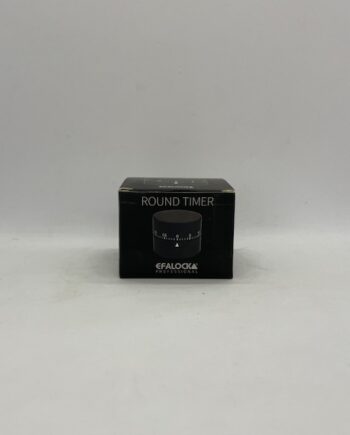 ROUND TIMER
EFALOCK
PROFESSIONAL